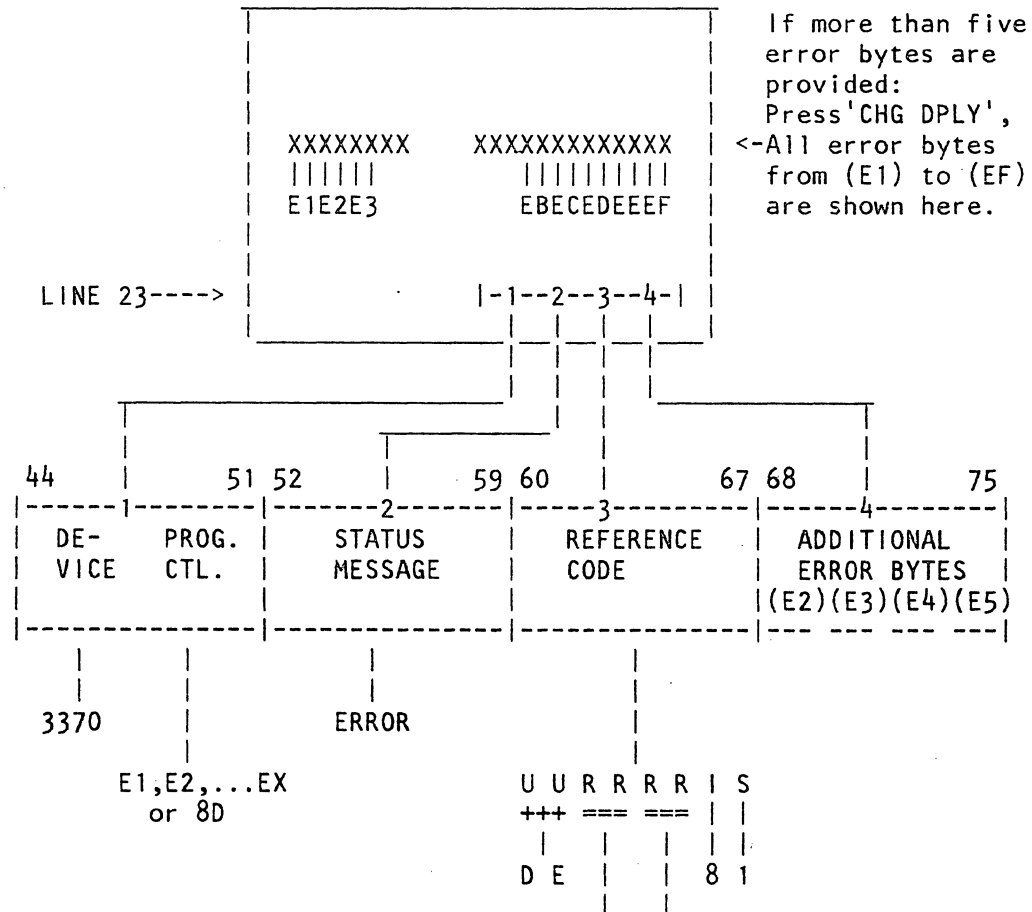 If more than five
error bytes are
provided:
Press'CHG DPLY',
XXXXXXXX XXXXXXXXXXXXX <-All error bytes
|||||| |||||||||| from (E1) to (EF)
E1E2E3 EBECEDEEEF are shown here.
LINE 23----> |-1--2--3--4-|
44 51 52 59 60 67 68 75
|-------1--------|-------2-------|------3---------|------4--------|
| DE- PROG. | STATUS | REFERENCE | ADDITIONAL |
| VICE CTL. | MESSAGE | CODE | ERROR BYTES |
|(E2)(E3)(E4)(E5)
|---------------|---------------|---------------|--- --- --- ---|
3370 ERROR
E1,E2,...EX U U R R R R I S
or 8D +++ === === | |
D E | | 8 1